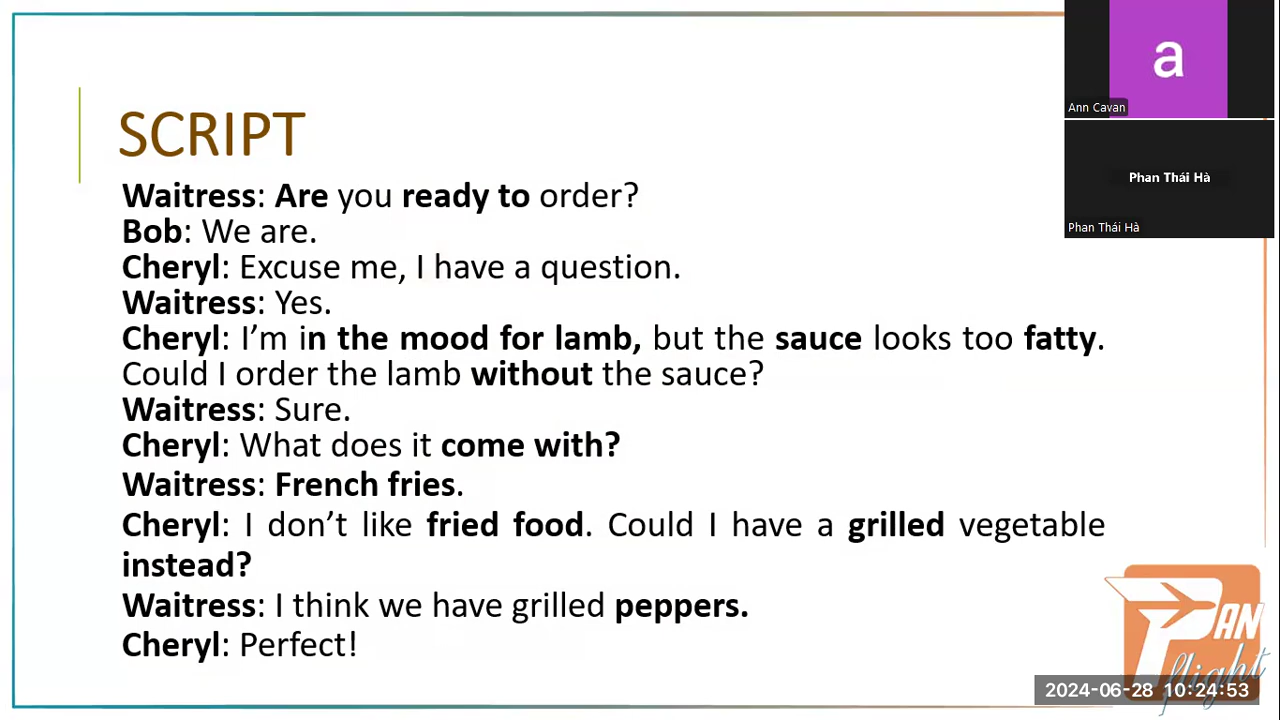 SCRIPT
Waitress: Are you ready to order?
Bob: We are.
Cheryl: Excuse me, I have a question.
Waitress: Yes.
Cheryl: I’m in the mood for lamb, but the sauce looks too fatty.
Could I order the lamb without the sauce?
Waitress: Sure.
Cheryl: What does it come with?
Waitress: French fries.
Cheryl: I don’t like fried food. Could I have a grilled vegetable
instead?
Waitress: I think we have grilled peppers.
Cheryl: Perfect!
a
Ann Cavan
Phan Thái Hà
Phan Thái Hà
PAN
flight
2024-06-28 10:24:53